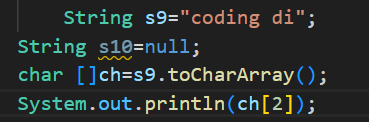 String s9="coding di";
String s10=null;
char []ch=s9.toCharArray();
System.out.println(ch[2]);